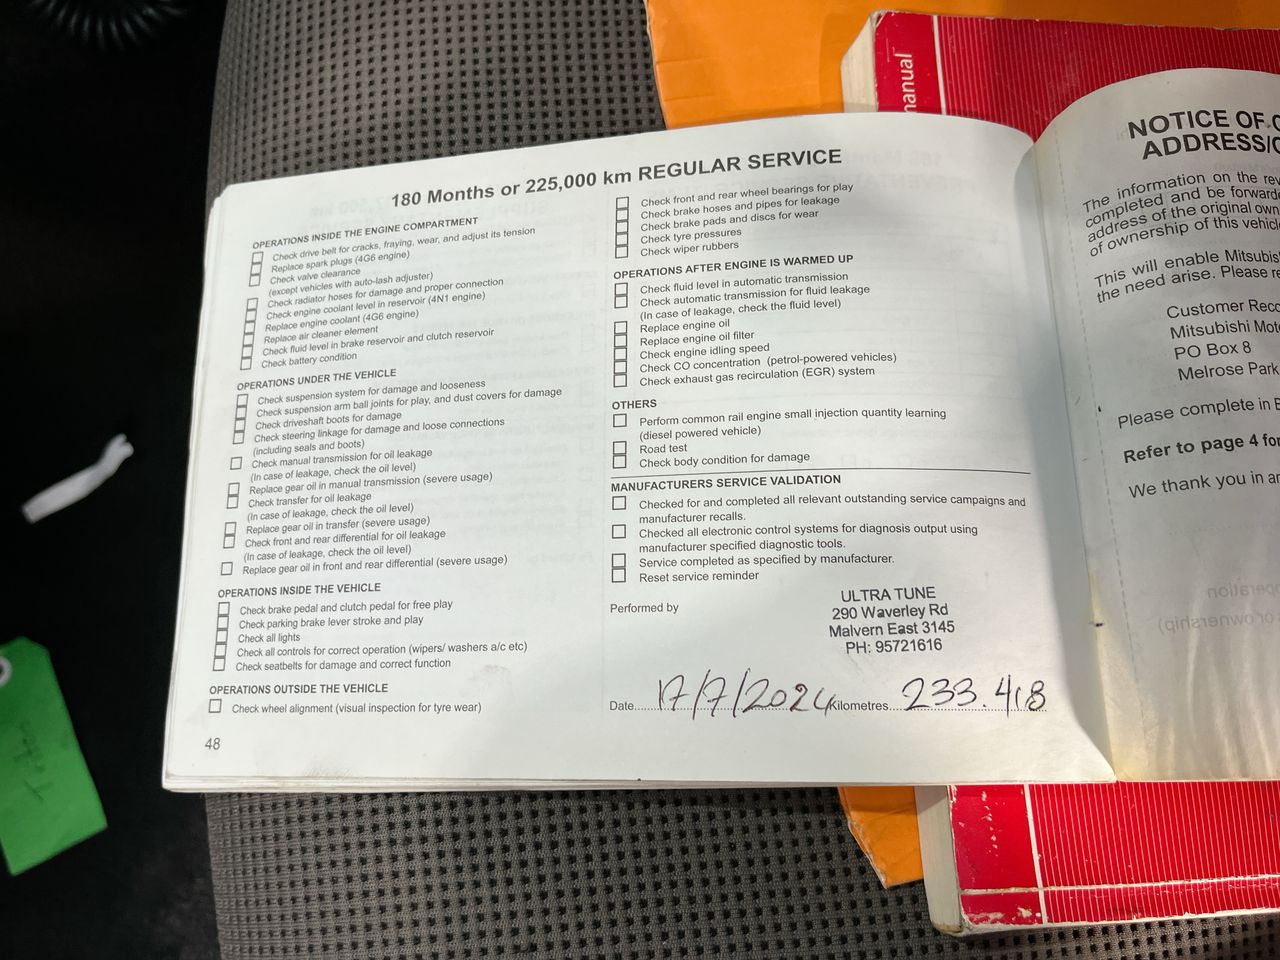 anual
180 Months or 225,000 km REGULAR SERVICE
OPERATIONS INSIDE THE ENGINE COMPARTMENT
Check drive belt for cracks, fraying, wear, and adjust its tension
Replace spark plugs (4G6 engine)
Check valve clearance
(except vehicles with auto-lash adjuster)
Check radiator hoses for damage and proper connection
Check engine coolant level in reservoir (4N1 engine)
Replace engine coolant (4G6 engine)
Replace air cleaner element
Check fluid level in brake reservoir and clutch reservoir
Check battery condition
OPERATIONS UNDER THE VEHICLE
Check suspension system for damage and looseness
Check suspension arm ball joints for play, and dust covers for damage
Check driveshaft boots for damage
Check steering linkage for damage and loose connections
(including seals and boots)
Check manual transmission for oil leakage
(In case of leakage, check the oil level)
Replace gear oil in manual transmission (severe usage)
Check transfer for oil leakage
(In case of leakage, check the oil level)
Replace gear oil in transfer (severe usage)
Check front and rear differential for oil leakage
(In case of leakage, check the oil level)
Replace gear oil in front and rear differential (severe usage)
OPERATIONS INSIDE THE VEHICLE
Check brake pedal and clutch pedal for free play
Check parking brake lever stroke and play
Check all lights
Check all controls for correct operation (wipers/ washers a/c etc)
Check seatbelts for damage and correct function
OPERATIONS OUTSIDE THE VEHICLE
Check wheel alignment (visual inspection for tyre wear)
48
Check front and rear wheel bearings for play
Check brake hoses and pipes for leakage
Check brake pads and discs for wear
Check tyre pressures
Check wiper rubbers
OPERATIONS AFTER ENGINE IS WARMED UP
Check fluid level in automatic transmission
Check automatic transmission for fluid leakage
(In case of leakage, check the fluid level)
Replace engine oil
Replace engine oil filter
Check engine idling speed
Check CO concentration (petrol-powered vehicles)
Check exhaust gas recirculation (EGR) system
OTHERS
Perform common rail engine small injection quantity learning
(diesel powered vehicle)
Road test
Check body condition for damage
MANUFACTURERS SERVICE VALIDATION
Checked for and completed all relevant outstanding service campaigns and
manufacturer recalls.
Checked all electronic control systems for diagnosis output using
manufacturer specified diagnostic tools.
Service completed as specified by manufacturer.
Reset service reminder
Performed by
ULTRA TUNE
290 Waverley Rd
Malvern East 3145
PH: 95721616
Date.....17/7/2024 Kilometres...233.418
NOTICE OF C
ADDRESS/C
The information on the rev
completed and be forwarde
address of the original own
of ownership of this vehicl
This will enable Mitsubis
the need arise. Please re
Customer Reco
Mitsubishi Moto
PO Box 8
Melrose Park
Please complete in B
Refer to page 4 for
We thank you in a